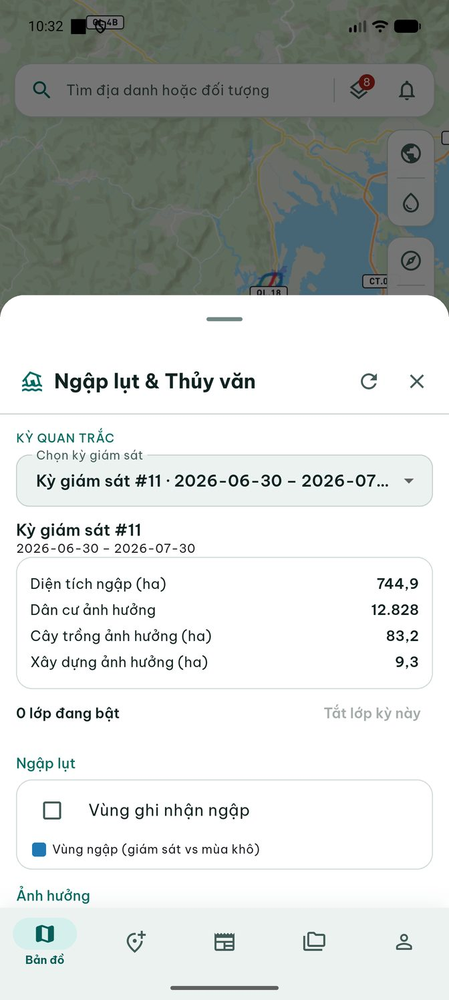 10:32
QL.4B
Tìm địa danh hoặc đối tượng
8
QL.18
CT.0
Ngập lụt & Thủy văn
KỲ QUAN TRẮC
Chọn kỳ giám sát
Kỳ giám sát #11 · 2026-06-30 – 2026-07...
Kỳ giám sát #11
2026-06-30 – 2026-07-30
Diện tích ngập (ha) 744,9
Dân cư ảnh hưởng 12.828
Cây trồng ảnh hưởng (ha) 83,2
Xây dựng ảnh hưởng (ha) 9,3
0 lớp đang bật Tắt lớp kỳ này
Ngập lụt
Vùng ghi nhận ngập
Vùng ngập (giám sát vs mùa khô)
Ảnh hưởng
Bản đồ